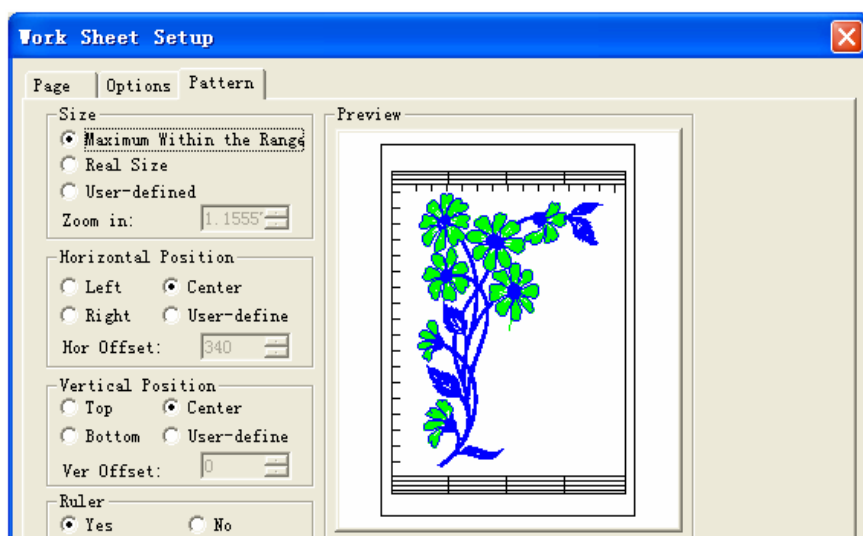 Work Sheet Setup
Page Options Pattern
Size
Maximum Within the Range
Real Size
User-defined
Zoom in: 1.1555
Horizontal Position
Left Center
Right User-define
Hor Offset: 340
Vertical Position
Top Center
Bottom User-define
Ver Offset: 0
Ruler
Yes No
Preview